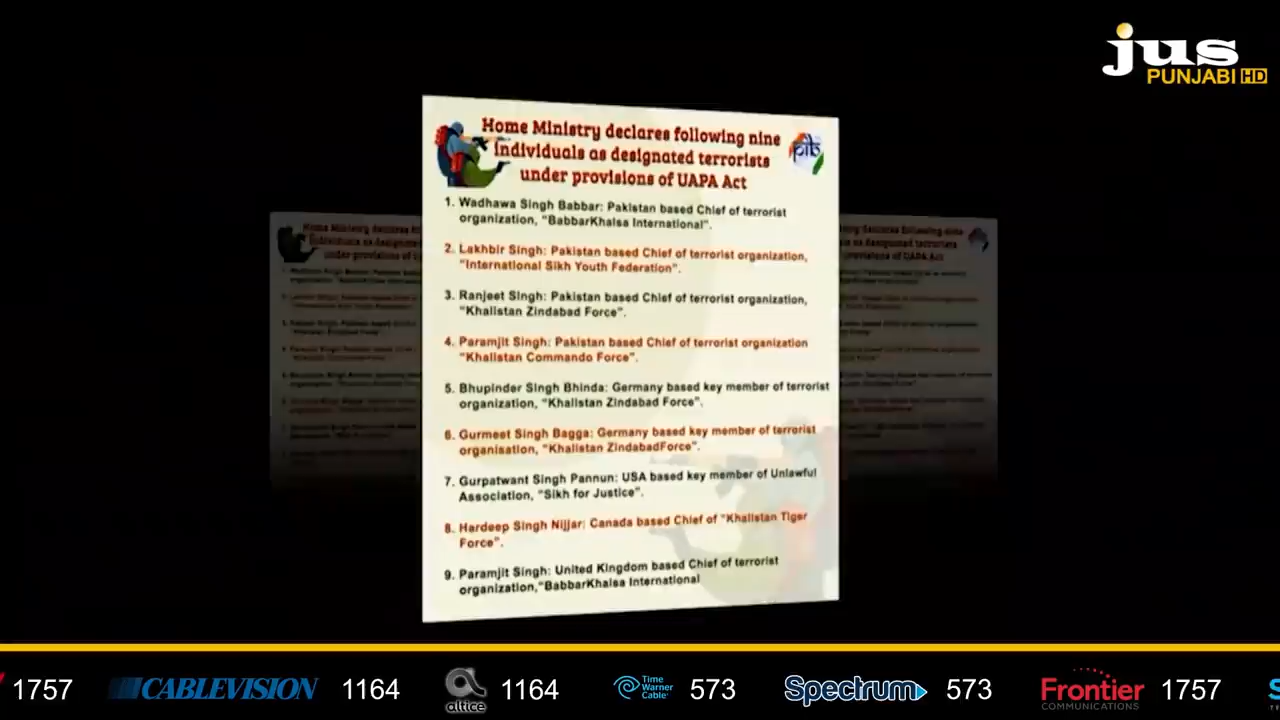 jus
PUNJABI HD
Home Ministry declares following nine
individuals as designated terrorists
under provisions of UAPA Act
pib
1. Wadhawa Singh Babbar: Pakistan based Chief of terrorist
organization, "BabbarKhalsa International".
2. Lakhbir Singh: Pakistan based Chief of terrorist organization,
"International Sikh Youth Federation".
3. Ranjeet Singh: Pakistan based Chief of terrorist organization,
"Khalistan Zindabad Force".
4. Paramjit Singh: Pakistan based Chief of terrorist organization
"Khalistan Commando Force".
5. Bhupinder Singh Bhinda: Germany based key member of terrorist
organization, "Khalistan Zindabad Force".
6. Gurmeet Singh Bagga: Germany based key member of terrorist
organisation, "Khalistan ZindabadForce".
7. Gurpatwant Singh Pannun: USA based key member of Unlawful
Association, "Sikh for Justice".
8. Hardeep Singh Nijjar: Canada based Chief of "Khalistan Tiger
Force".
9. Paramjit Singh: United Kingdom based Chief of terrorist
organization,"BabbarKhalsa International
1757 CABLEVISION 1164 altice 1164 Time Warner Cable 573 Spectrum 573 Frontier COMMUNICATIONS 1757